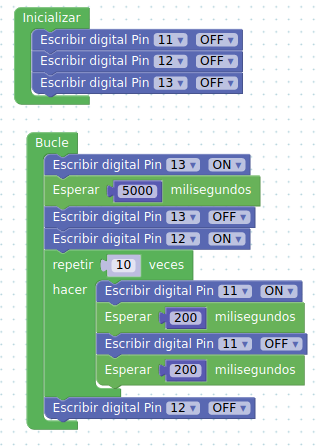 Inicializar
Escribir digital Pin 11 OFF
Escribir digital Pin 12 OFF
Escribir digital Pin 13 OFF
Bucle
Escribir digital Pin 13 ON
Esperar 5000 milisegundos
Escribir digital Pin 13 OFF
Escribir digital Pin 12 ON
repetir 10 veces
hacer Escribir digital Pin 11 ON
Esperar 200 milisegundos
Escribir digital Pin 11 OFF
Esperar 200 milisegundos
Escribir digital Pin 12 OFF